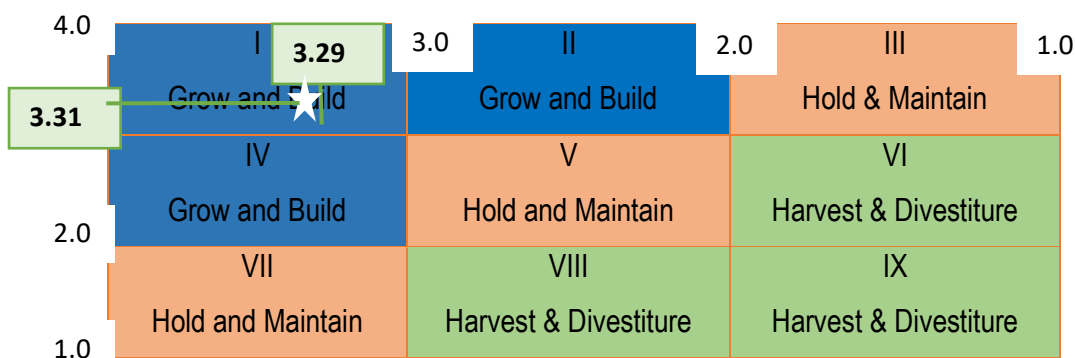 4.0
I
3.29
3.0
II
2.0
III
1.0
3.31
Grow and Build
Grow and Build
Hold & Maintain
IV
V
VI
Grow and Build
Hold and Maintain
Harvest & Divestiture
2.0
VII
VIII
IX
Hold and Maintain
Harvest & Divestiture
Harvest & Divestiture
1.0